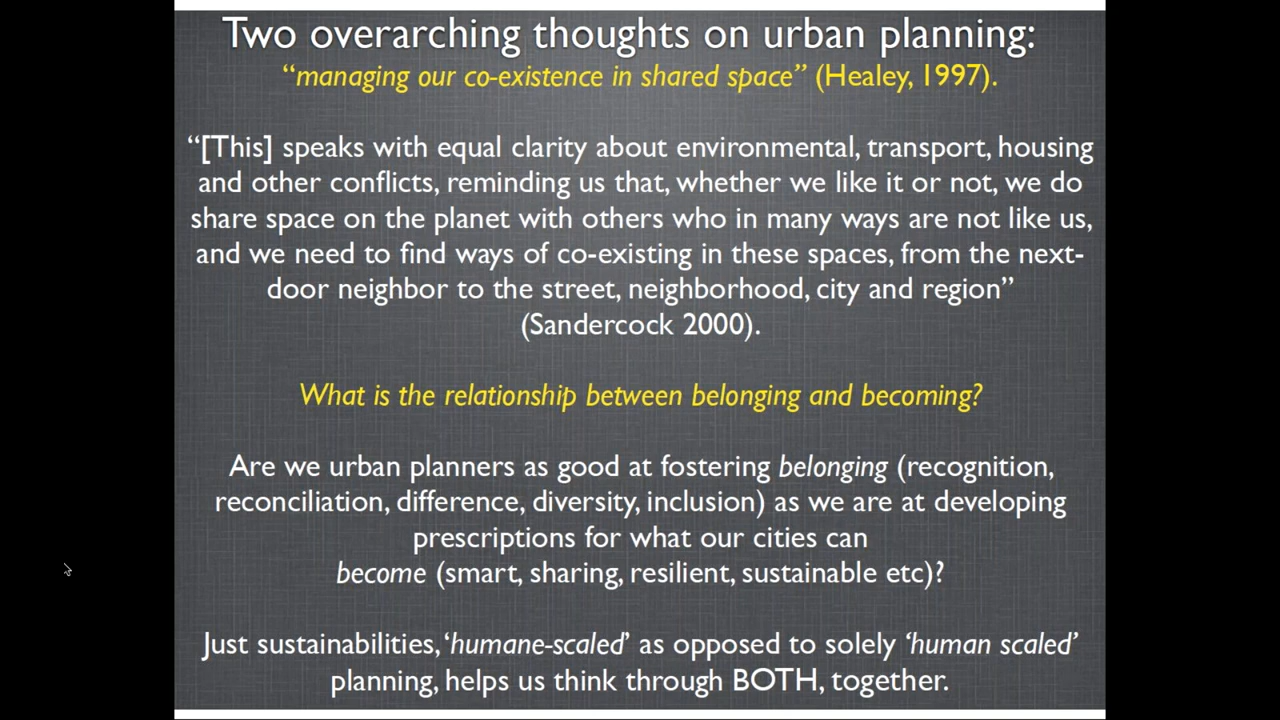 Two overarching thoughts on urban planning:
“managing our co-existence in shared space” (Healey, 1997).
“[This] speaks with equal clarity about environmental, transport, housing
and other conflicts, reminding us that, whether we like it or not, we do
share space on the planet with others who in many ways are not like us,
and we need to find ways of co-existing in these spaces, from the next-
door neighbor to the street, neighborhood, city and region”
(Sandercock 2000).
What is the relationship between belonging and becoming?
Are we urban planners as good at fostering belonging (recognition,
reconciliation, difference, diversity, inclusion) as we are at developing
prescriptions for what our cities can
become (smart, sharing, resilient, sustainable etc)?
Just sustainabilities, ‘humane-scaled’ as opposed to solely ‘human scaled’
planning, helps us think through BOTH, together.